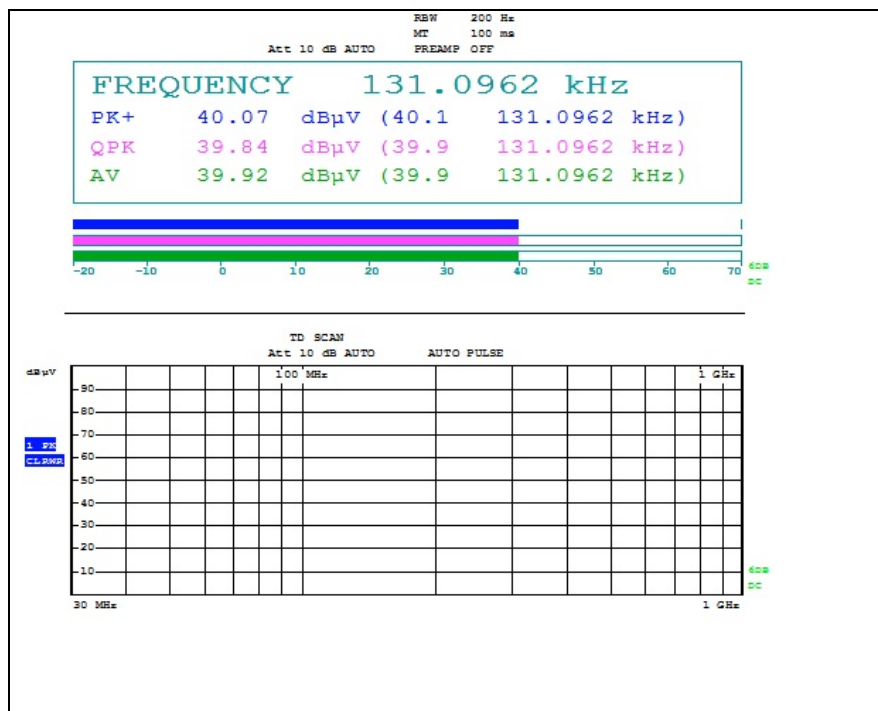 RBW 200 Hz
MT 100 ms
Att 10 dB AUTO PREAMP OFF
FREQUENCY 131.0962 kHz
PK+ 40.07 dBµV (40.1 131.0962 kHz)
QPK 39.84 dBµV (39.9 131.0962 kHz)
AV 39.92 dBµV (39.9 131.0962 kHz)
-20 -10 0 10 20 30 40 50 60 70
6DB
DC
TD SCAN
Att 10 dB AUTO AUTO PULSE
dBµV
100 MHz 1 GHz
90
80
70
1 PK
60
CLRWR
50
40
30
20
10
6DB
DC
30 MHz 1 GHz